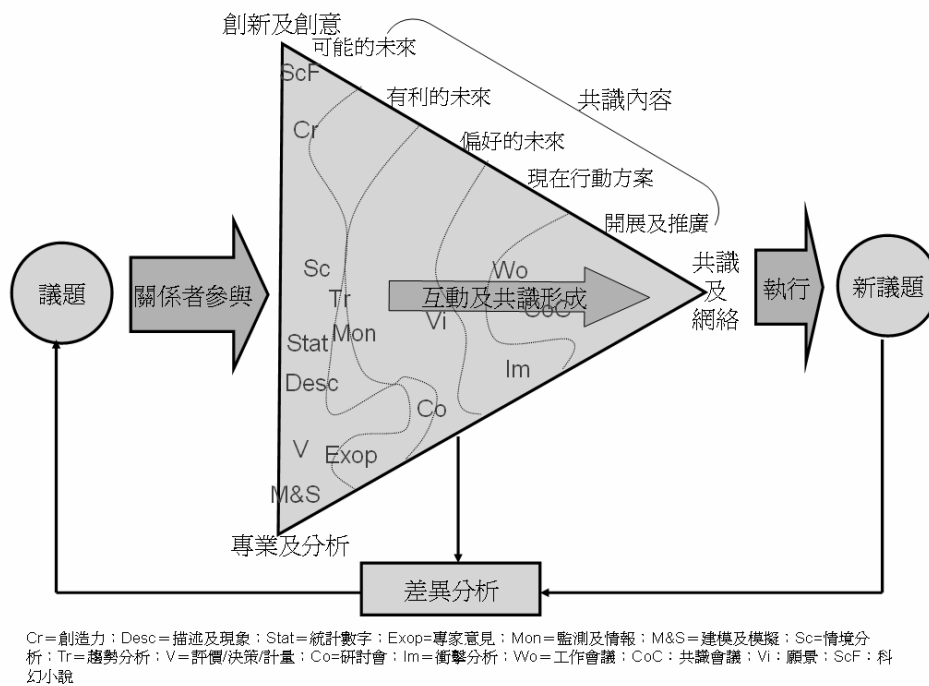 創新及創意
可能的未來
ScF
有利的未來
共識內容
Cr
偏好的未來
現在行動方案
開展及推廣
議題
關係者參與
Sc
Tr
互動及共識形成
Wo
CoC
Vi
共識
及
網絡
執行
新議題
Mon
Stat
Desc
Im
Co
V
Exop
M&S
專業及分析
差異分析
Cr=創造力；Desc=描述及現象；Stat=統計數字；Exop=專家意見；Mon=監測及情報；M&S=建模及模擬；Sc=情境分
析；Tr=趨勢分析；V=評價/決策/計量；Co=研討會；Im=衝擊分析；Wo=工作會議；CoC：共識會議；Vi：願景；ScF：科
幻小說